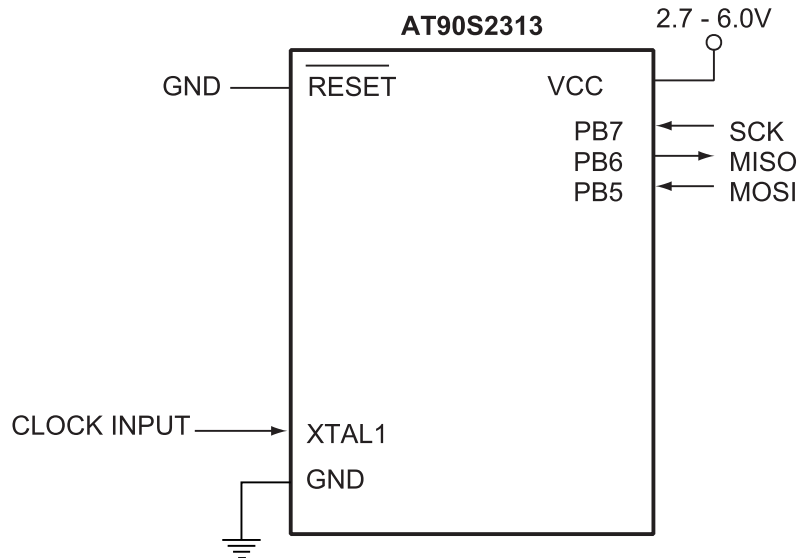 AT90S2313
2.7 - 6.0V
GND
RESET
VCC
PB7
SCK
PB6
MISO
PB5
MOSI
CLOCK INPUT
XTAL1
GND